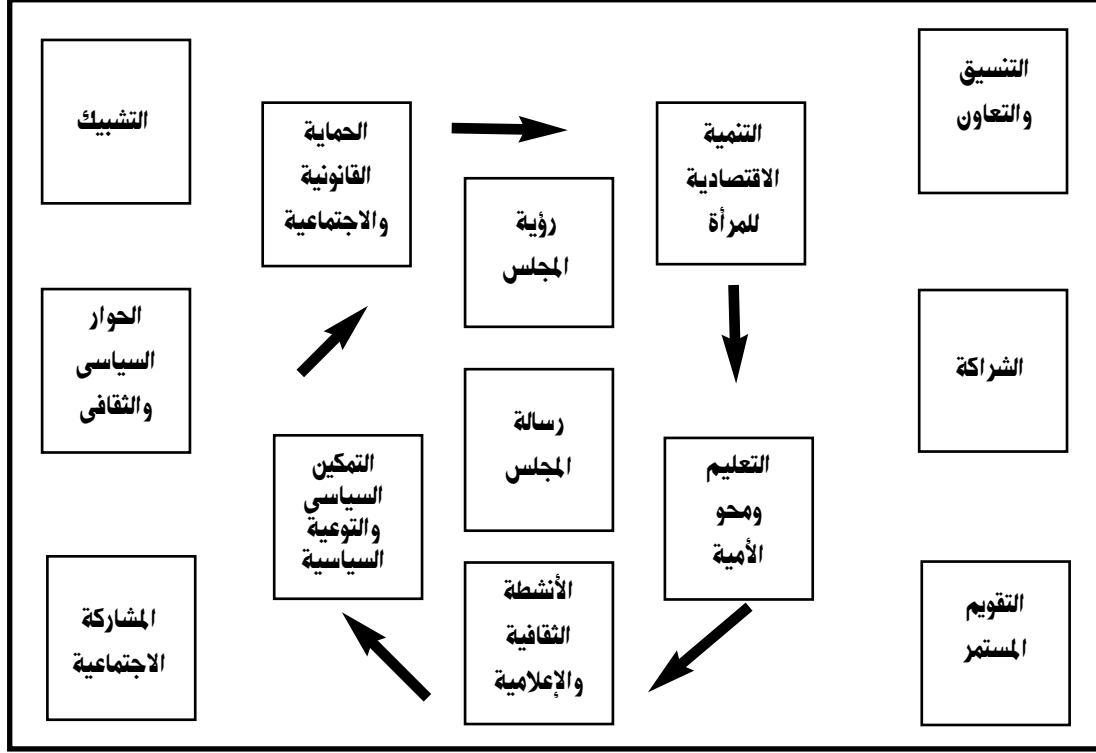 التنسيق
والتعاون
التنمية
الاقتصادية
للمرأة
الحماية
القانونية
والاجتماعية
التشبيك
رؤية
المجلس
الشراكة
الحوار
السياسى
والثقافى
رسالة
المجلس
التعليم
ومحو
الأمية
التمكين
السياسى
والتوعية
السياسية
التقويم
المستمر
الأنشطة
الثقافية
والإعلامية
المشاركة
الاجتماعية